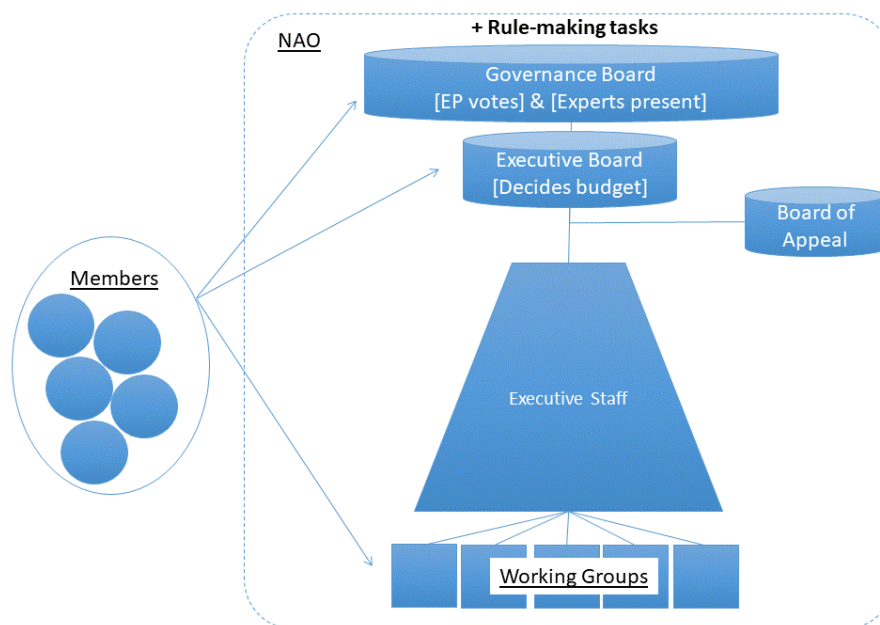 + Rule-making tasks
NAO
Governance Board
[EP votes] & [Experts present]
Executive Board
[Decides budget]
Board of
Appeal
Members
Executive Staff
Working Groups